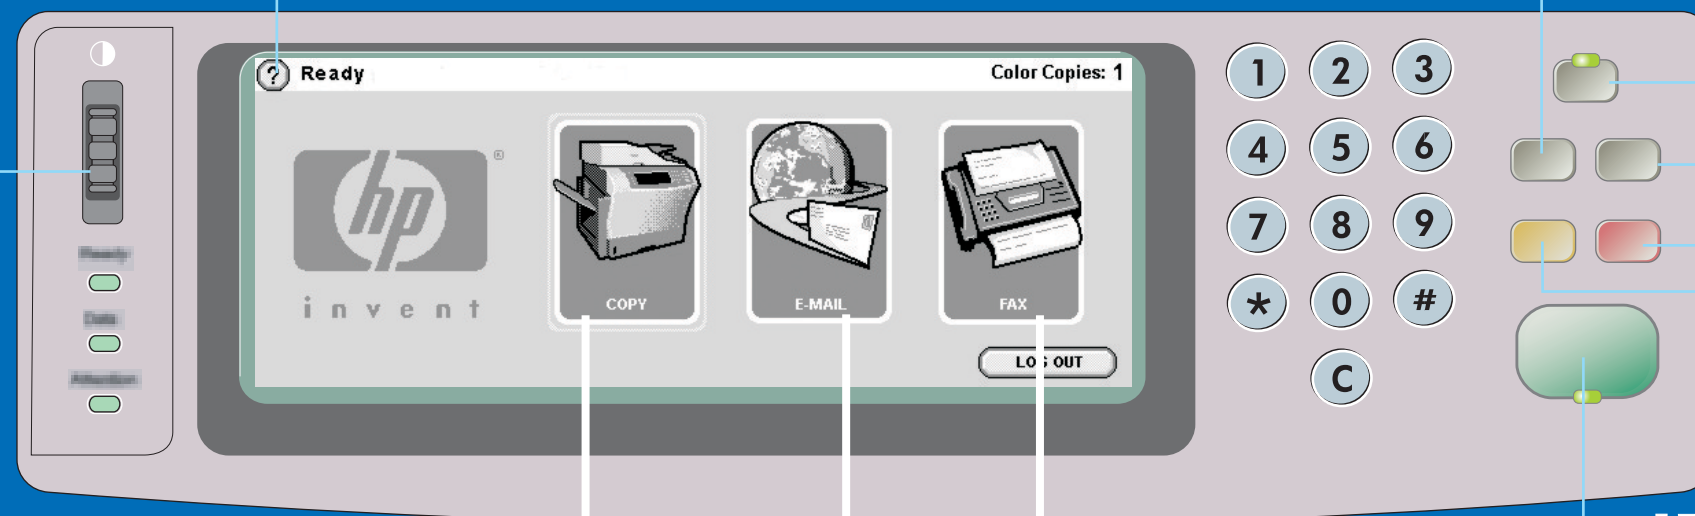 ? Ready
Color Copies: 1
hp ®
invent
COPY
E-MAIL
FAX
LOG OUT
1 2 3
4 5 6
7 8 9
* 0 #
C